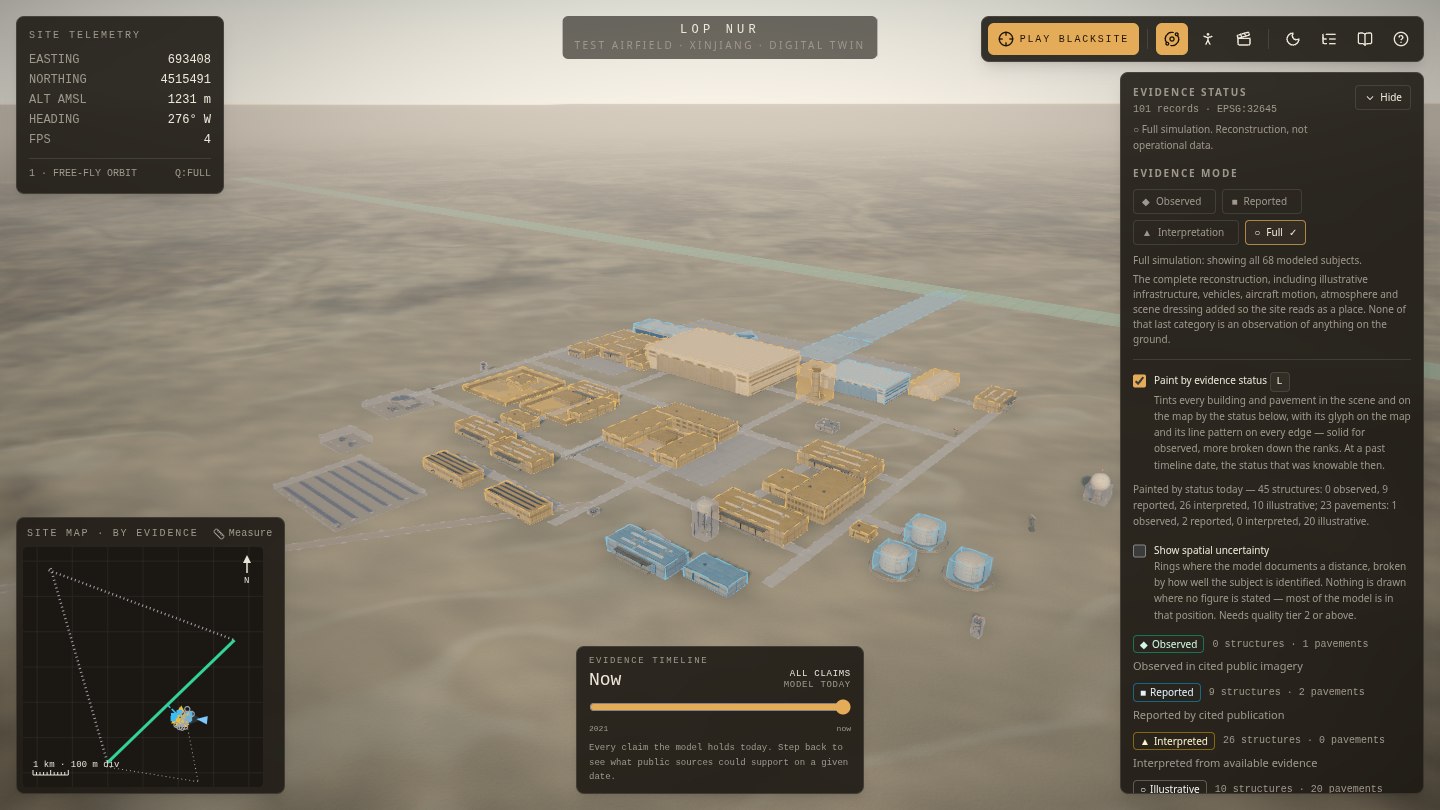 SITE TELEMETRY
EASTING 693408
NORTHING 4515491
ALT AMSL 1231 m
HEADING 276° W
FPS 4
1 · FREE-FLY ORBIT Q:FULL
LOP NUR
TEST AIRFIELD · XINJIANG · DIGITAL TWIN
PLAY BLACKSITE
EVIDENCE STATUS
101 records · EPSG:32645
Hide
○ Full simulation. Reconstruction, not
operational data.
EVIDENCE MODE
◆ Observed
■ Reported
▲ Interpretation
○ Full ✓
Full simulation: showing all 68 modeled subjects.
The complete reconstruction, including illustrative
infrastructure, vehicles, aircraft motion, atmosphere and
scene dressing added so the site reads as a place. None of
that last category is an observation of anything on the
ground.
Paint by evidence status L
Tints every building and pavement in the scene and on
the map by the status below, with its glyph on the map
and its line pattern on every edge — solid for
observed, more broken down the ranks. At a past
timeline date, the status that was knowable then.
Painted by status today — 45 structures: 0 observed, 9
reported, 26 interpreted, 10 illustrative; 23 pavements: 1
observed, 2 reported, 0 interpreted, 20 illustrative.
Show spatial uncertainty
Rings where the model documents a distance, broken
by how well the subject is identified. Nothing is drawn
where no figure is stated — most of the model is in
that position. Needs quality tier 2 or above.
◆ Observed 0 structures · 1 pavements
Observed in cited public imagery
■ Reported 9 structures · 2 pavements
Reported by cited publication
▲ Interpreted 26 structures · 0 pavements
Interpreted from available evidence
○ Illustrative 10 structures · 20 pavements
SITE MAP · BY EVIDENCE Measure
N
1 km · 100 m div
EVIDENCE TIMELINE
Now
ALL CLAIMS
MODEL TODAY
2021 now
Every claim the model holds today. Step back to
see what public sources could support on a given
date.